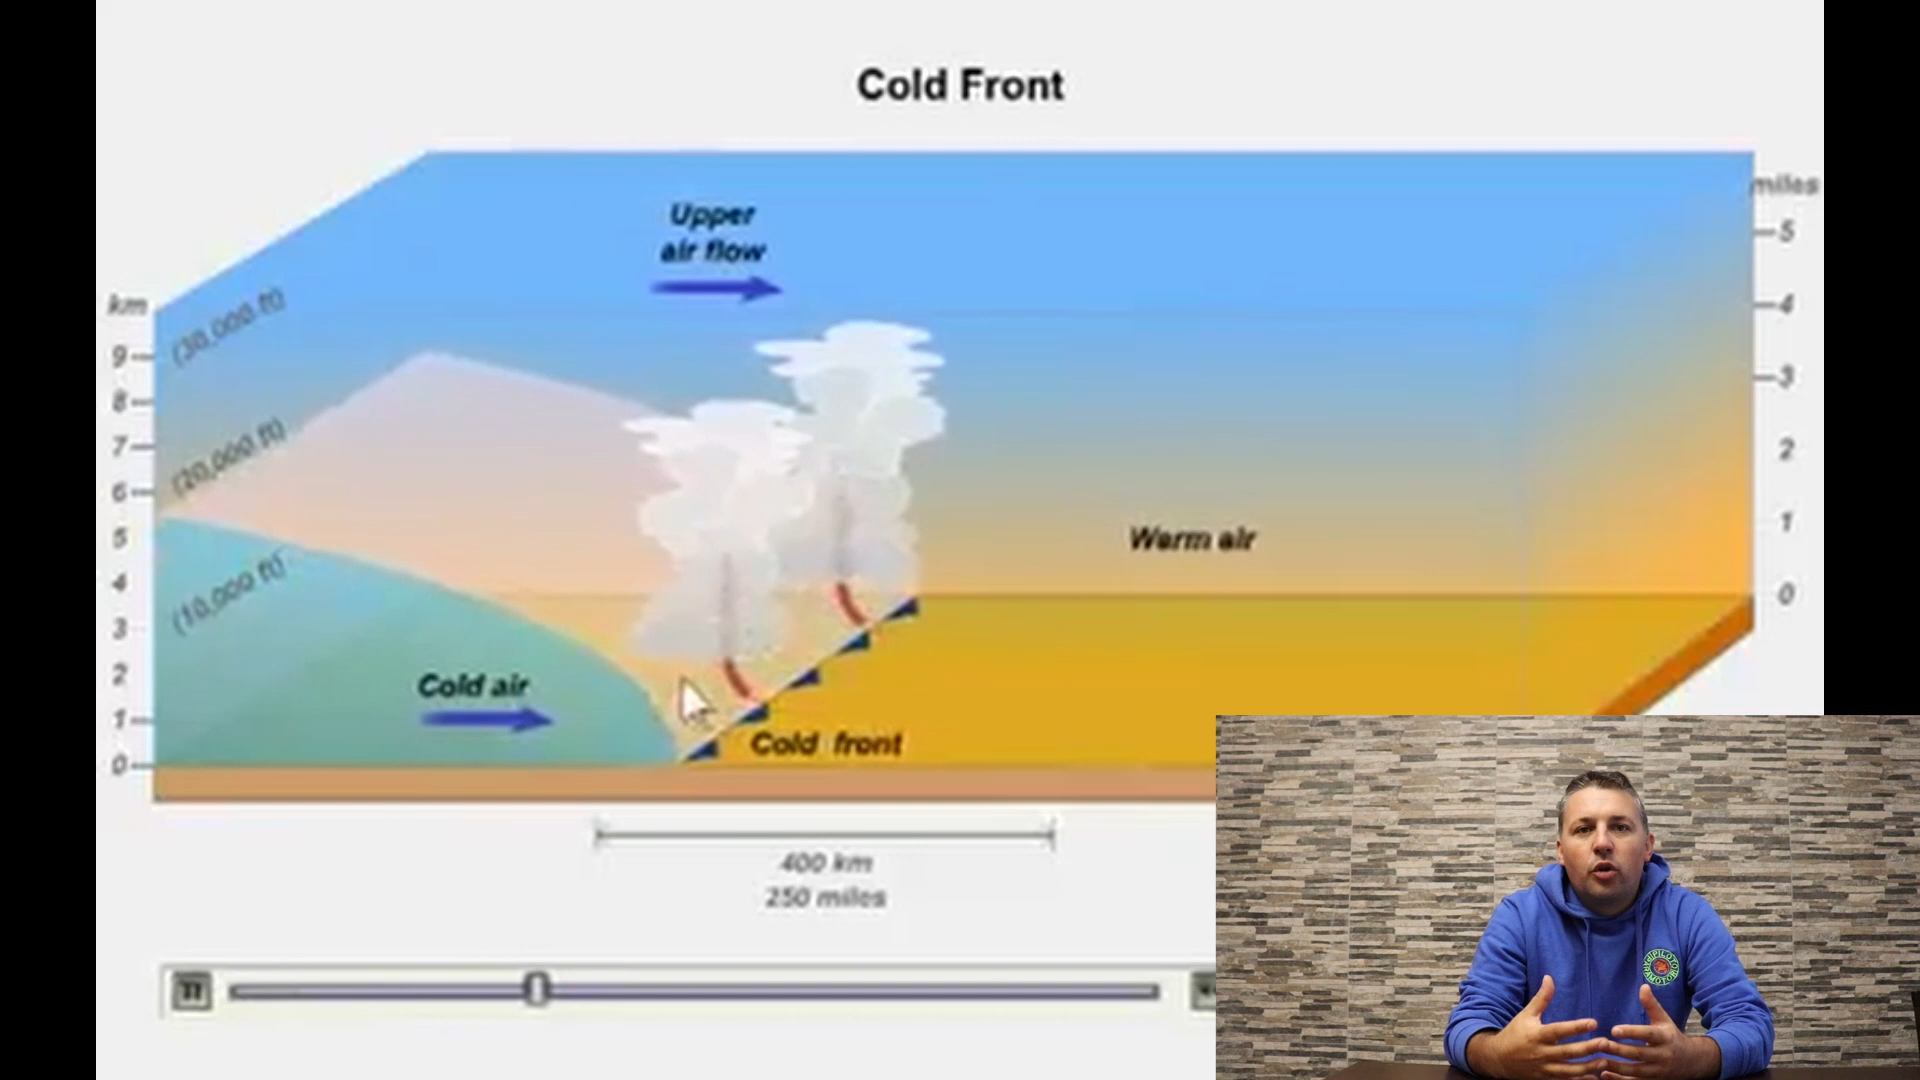 Cold Front
miles
Upper
air flow
5
km
(30,000 ft)
4
9
3
8
(20,000 ft)
7
2
6
1
5
Warm air
(10,000 ft)
4
0
3
2
Cold air
1
Cold front
0
400 km
250 miles